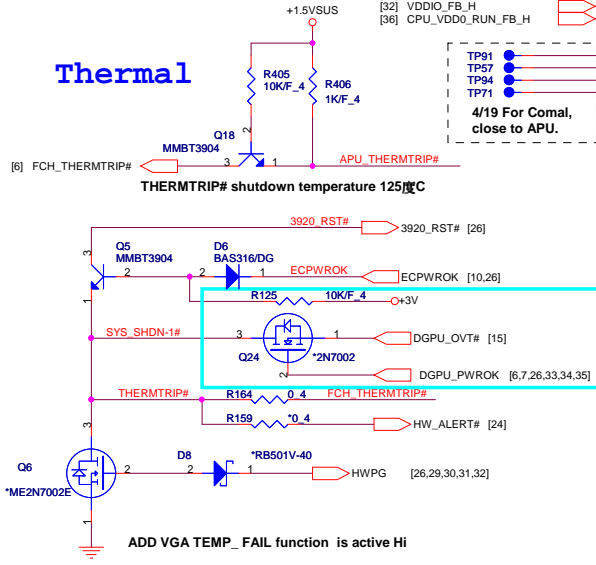 +1.5VSUS
[32] VDDIO_FB_H
[36] CPU_VDD0_RUN_FB_H
Thermal
R405
10K/F_4
R406
1K/F_4
TP91
TP57
TP94
TP71
4/19 For Comal,
close to APU.
Q18
MMBT3904
2
3
1
[6] FCH_THERMTRIP#
APU_THERMTRIP#
THERMTRIP# shutdown temperature 125度C
3920_RST#
3920_RST# [26]
3
Q5
MMBT3904
2
1
D6
BAS316/DG
2
1
ECPWROK
ECPWROK [10,26]
R125
10K/F_4
+3V
SYS_SHDN-1#
3
1
DGPU_OVT# [15]
Q24
*2N7002
2
DGPU_PWROK [6,7,26,33,34,35]
THERMTRIP#
R164
0_4
FCH_THERMTRIP#
R159
*0_4
HW_ALERT# [24]
3
Q6
*ME2N7002E
2
1
D8
*RB501V-40
2
1
HWPG [26,29,30,31,32]
ADD VGA TEMP_ FAIL function is active Hi